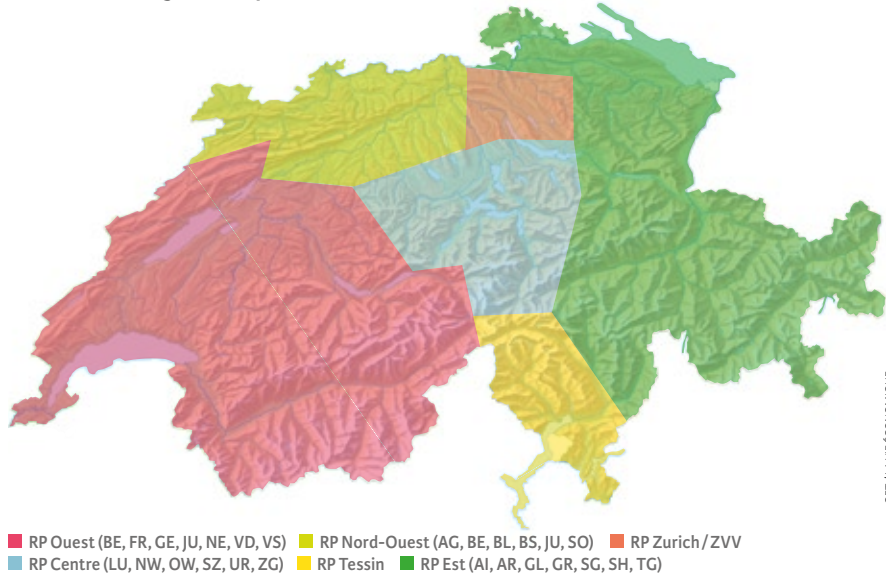 RP Ouest (BE, FR, GE, JU, NE, VD, VS) RP Nord-Ouest (AG, BE, BL, BS, JU, SO) RP Zurich / ZVV
RP Centre (LU, NW, OW, SZ, UR, ZG) RP Tessin RP Est (AI, AR, GL, GR, SG, SH, TG)